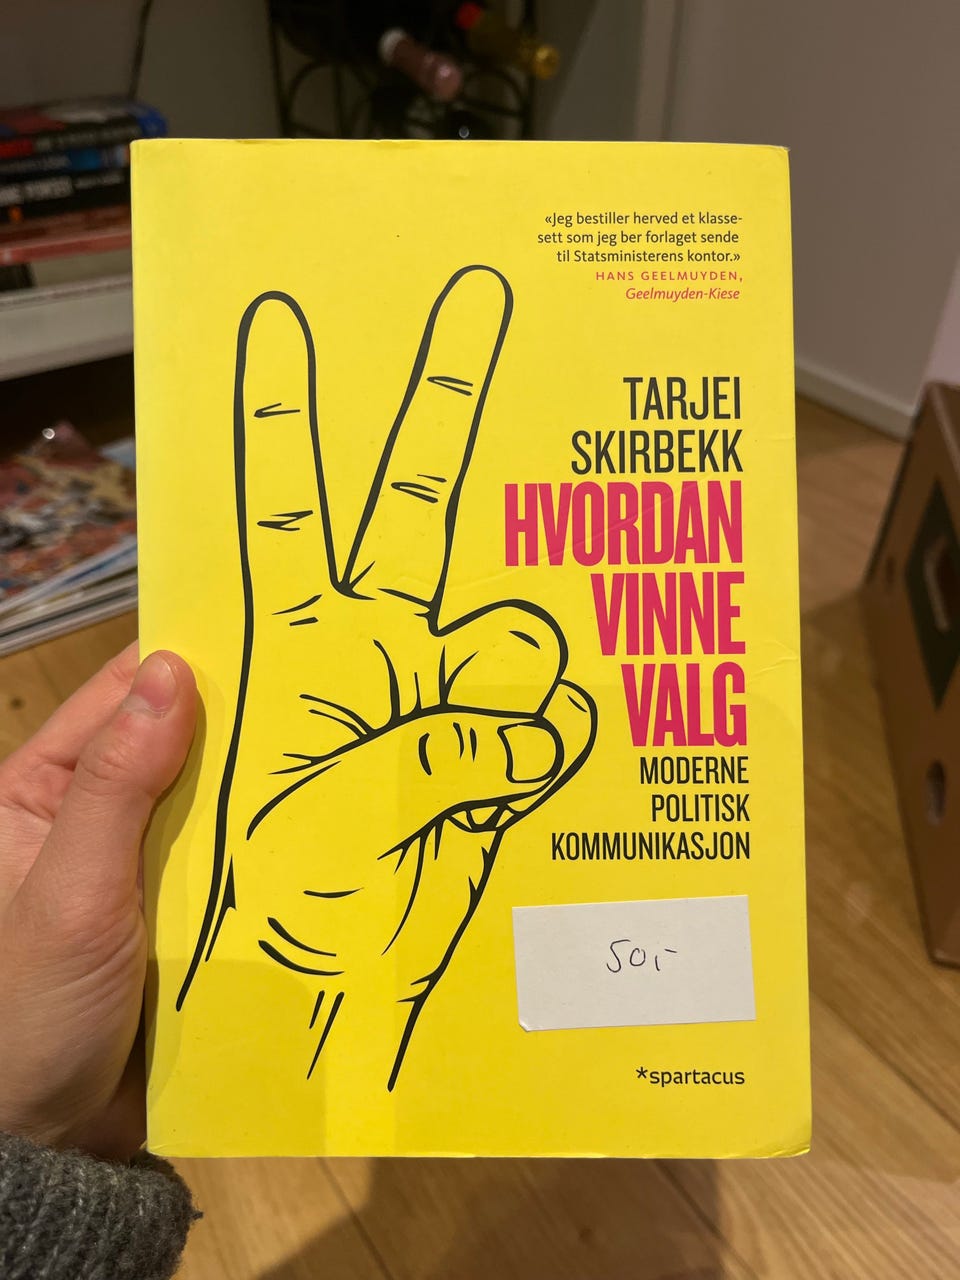 «Jeg bestiller herved et klasse-
sett som jeg ber forlaget sende
til Statsministerens kontor.»
HANS GEELMUYDEN,
Geelmuyden-Kiese
TARJEI
SKIRBEKK
HVORDAN
VINNE
VALG
MODERNE
POLITISK
KOMMUNIKASJON
50,-
*spartacus